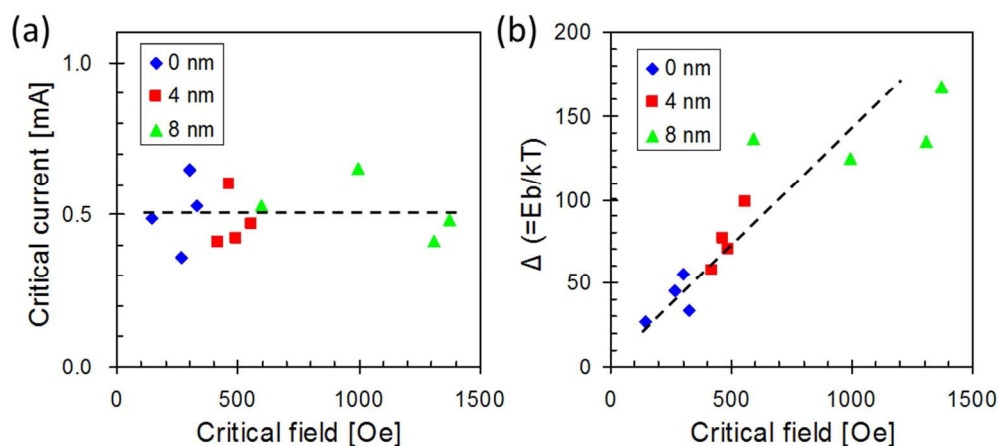 (a)
Critical current [mA]
1.0
0.5
0.0
0 nm
4 nm
8 nm
0 500 1000 1500
Critical field [Oe]
(b)
Δ (=Eb/kT)
200
150
100
50
0
0 nm
4 nm
8 nm
0 500 1000 1500
Critical field [Oe]